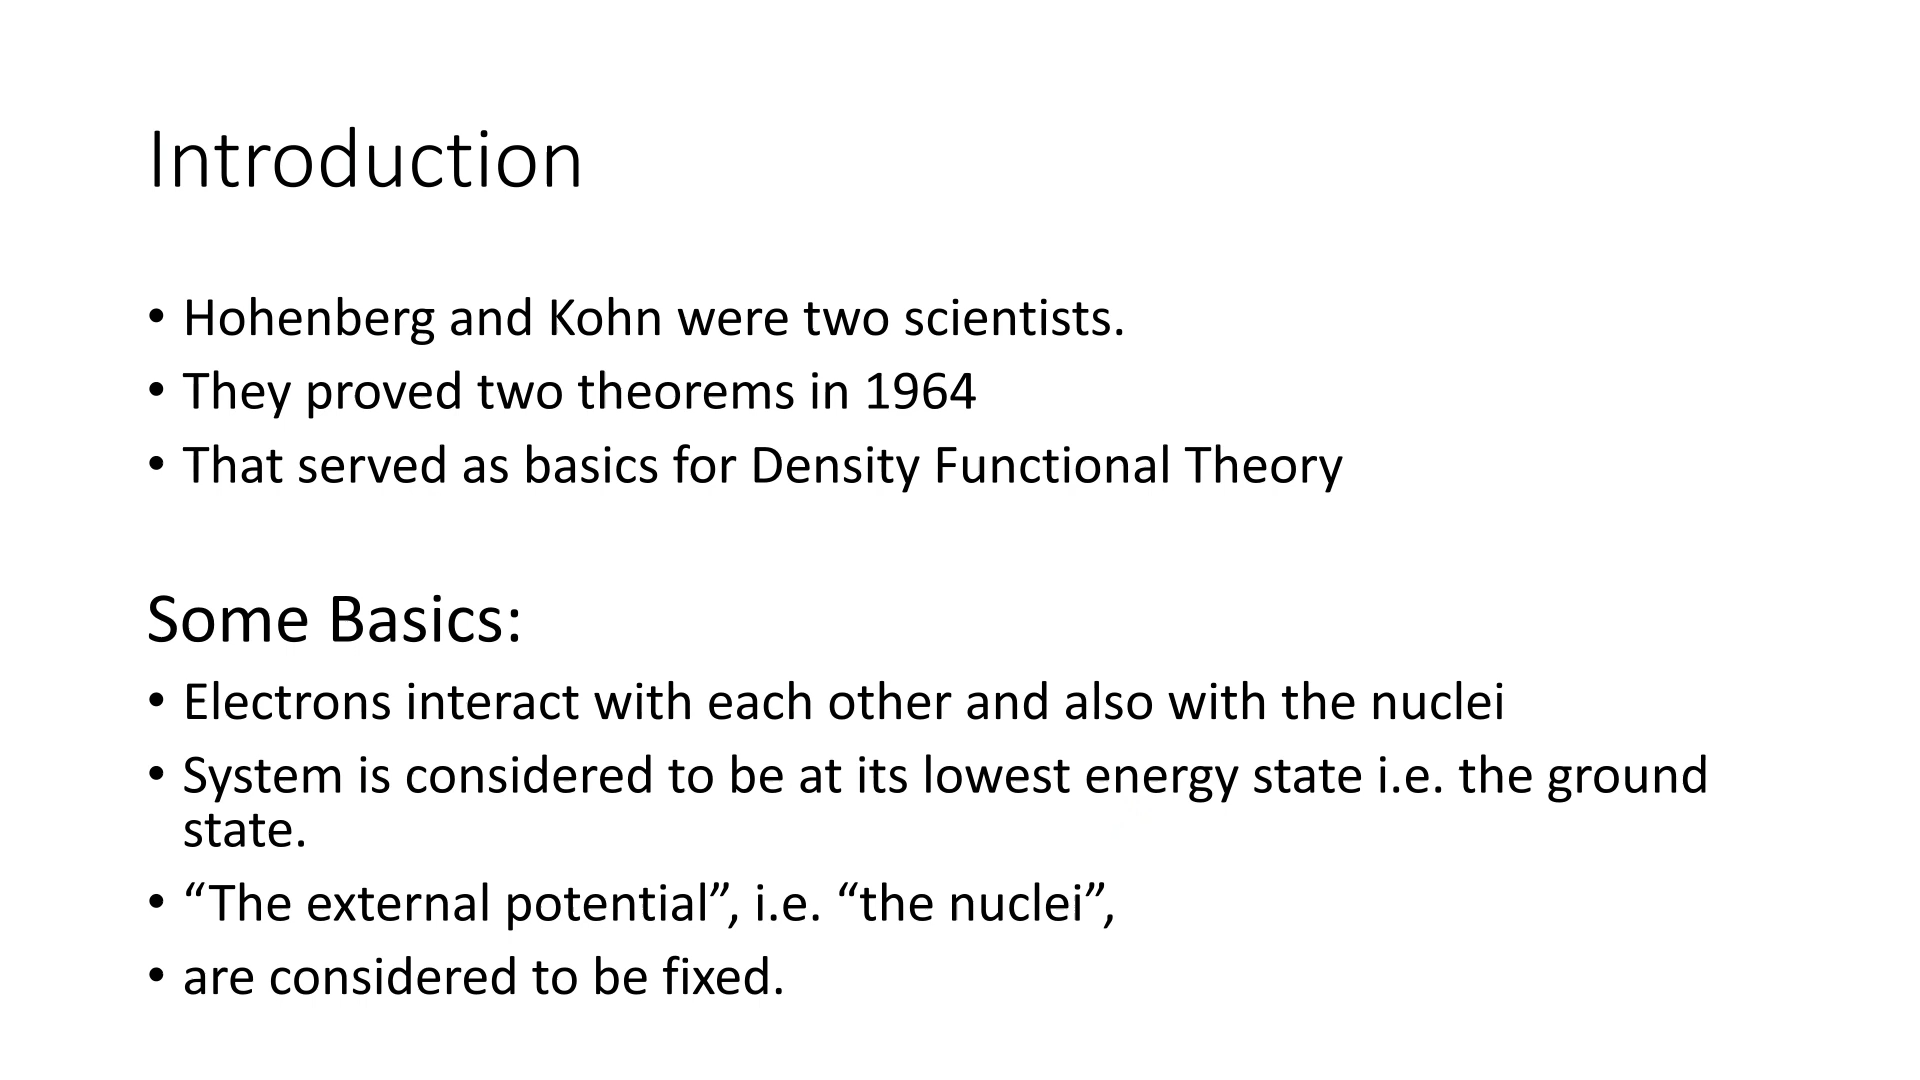 Introduction
• Hohenberg and Kohn were two scientists.
• They proved two theorems in 1964
• That served as basics for Density Functional Theory
Some Basics:
• Electrons interact with each other and also with the nuclei
• System is considered to be at its lowest energy state i.e. the ground
state.
• “The external potential”, i.e. “the nuclei”,
• are considered to be fixed.